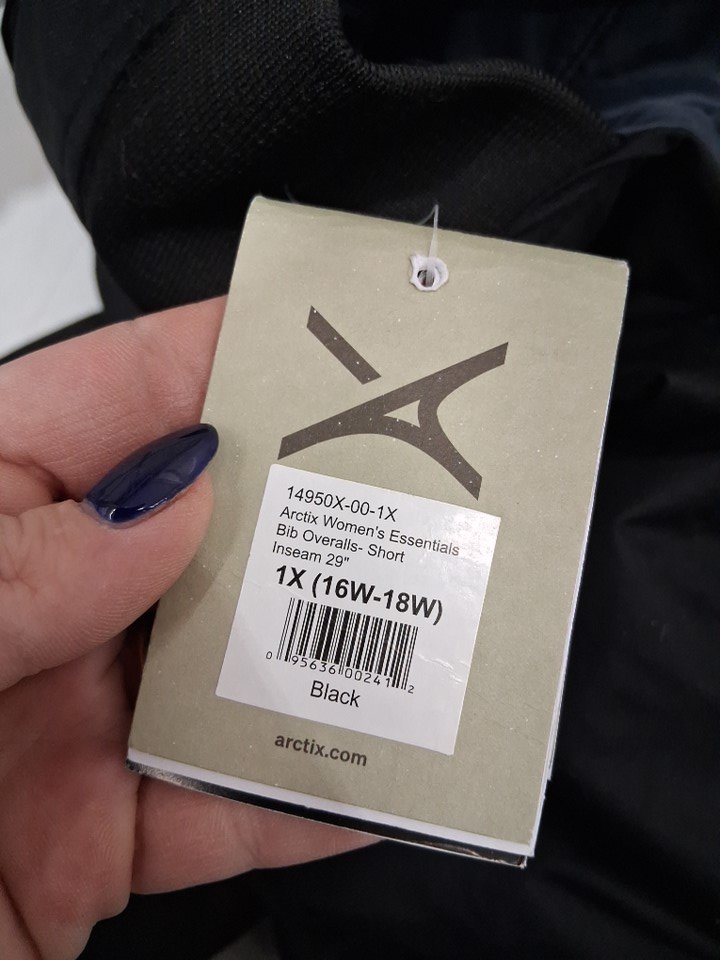 14950X-00-1X
Arctix Women's Essentials
Bib Overalls- Short
Inseam 29"
1X (16W-18W)
0 95636 00241 2
Black
arctix.com